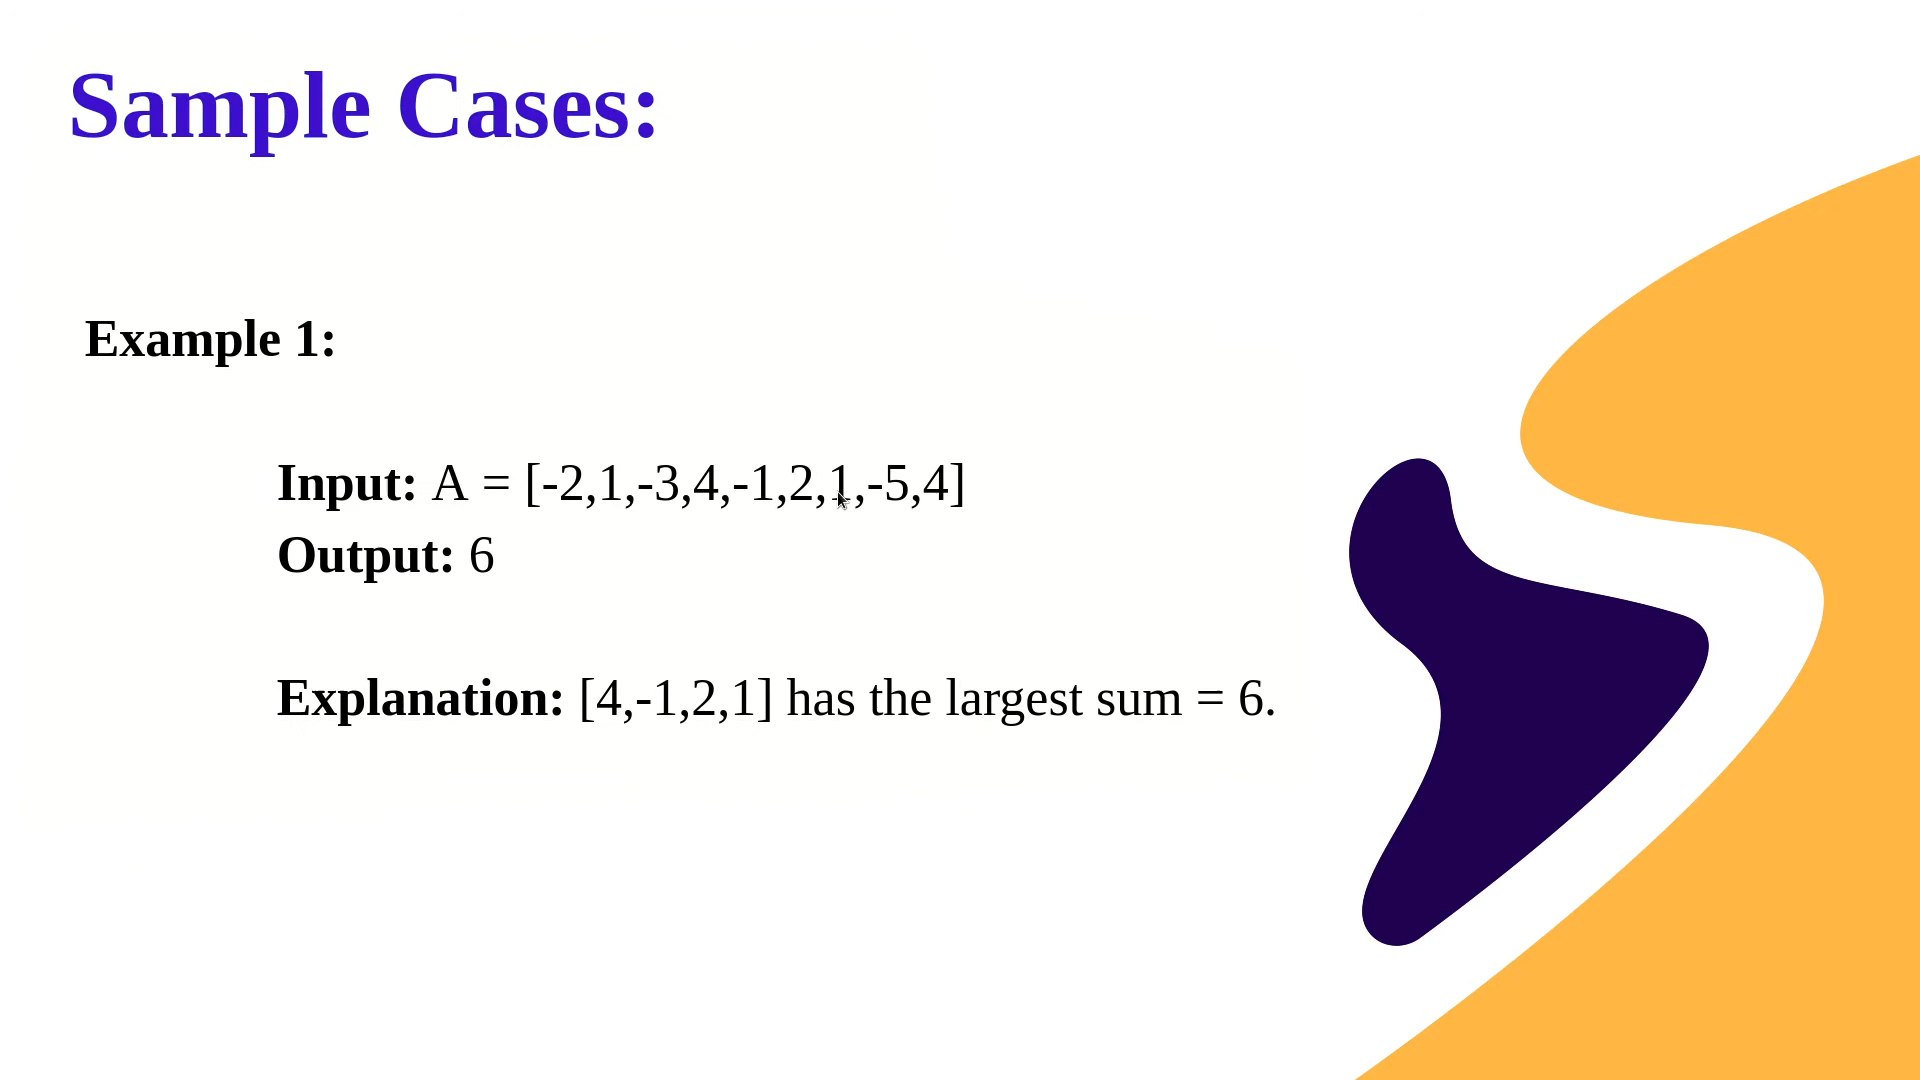 Sample Cases:
Example 1:
Input: A = [-2,1,-3,4,-1,2,1,-5,4]
Output: 6
Explanation: [4,-1,2,1] has the largest sum = 6.